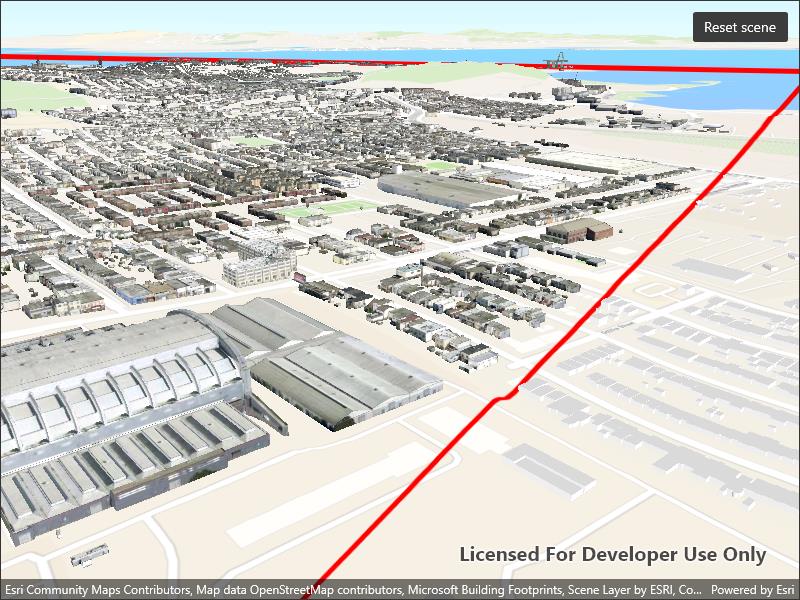 Reset scene
Licensed For Developer Use Only
Esri Community Maps Contributors, Map data OpenStreetMap contributors, Microsoft Building Footprints, Scene Layer by ESRI, Co... Powered by Esri